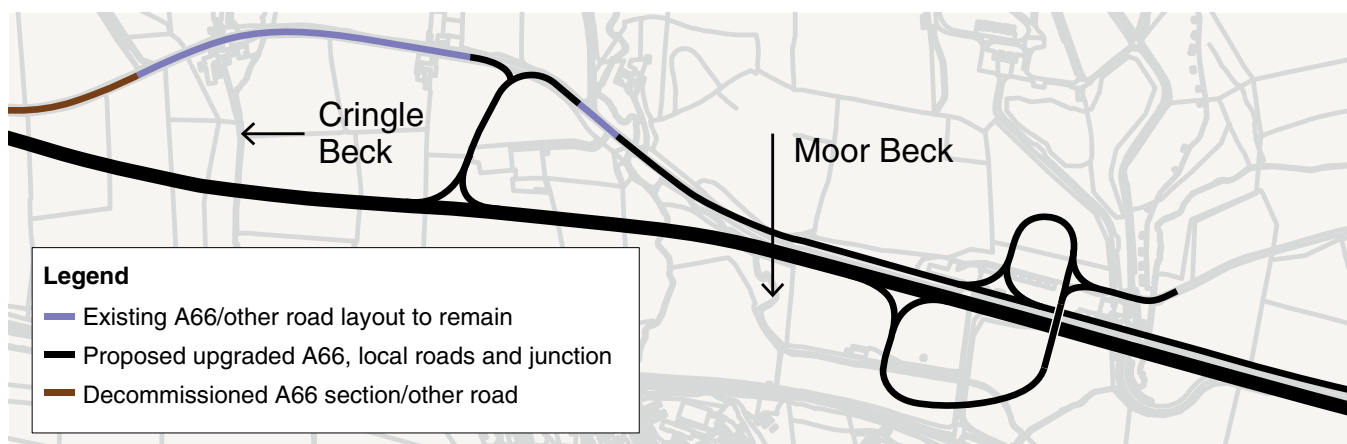 Cringle
Beck
Moor Beck
Legend
Existing A66/other road layout to remain
Proposed upgraded A66, local roads and junction
Decommissioned A66 section/other road